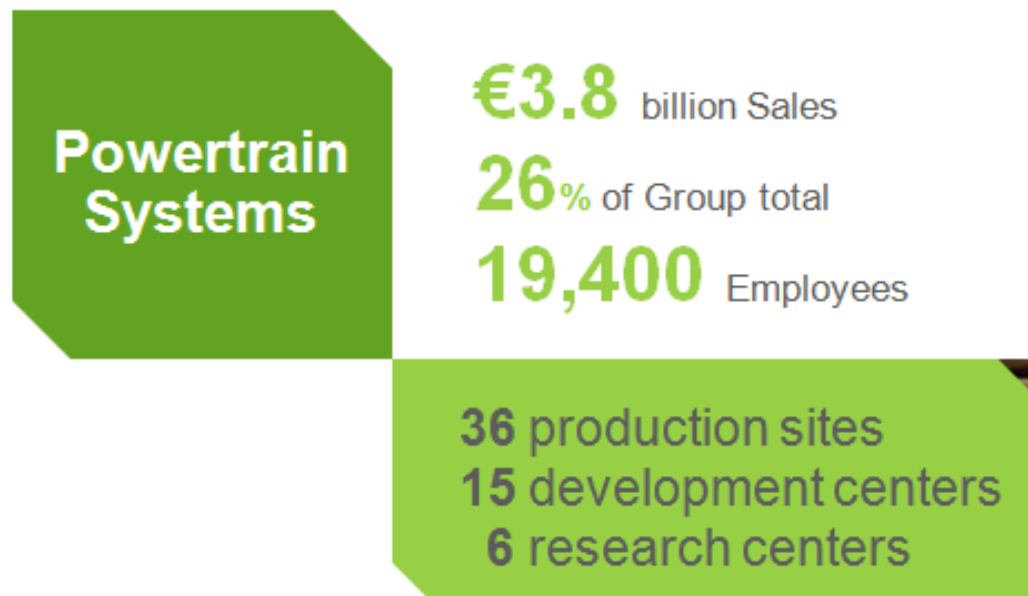 Powertrain
Systems
€3.8 billion Sales
26% of Group total
19,400 Employees
36 production sites
15 development centers
6 research centers